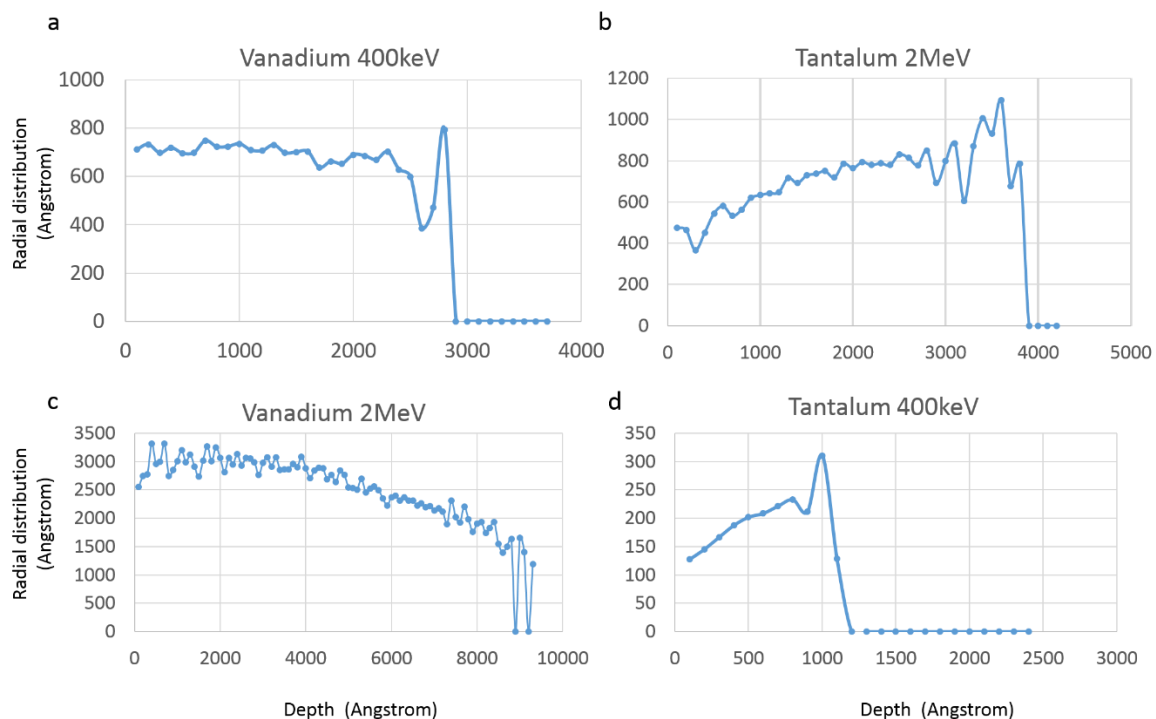 a
Vanadium 400keV
Radial distribution
(Angstrom)
1000
800
600
400
200
0
0 1000 2000 3000 4000
b
Tantalum 2MeV
1200
1000
800
600
400
200
0
0 1000 2000 3000 4000 5000
c
Vanadium 2MeV
Radial distribution
(Angstrom)
3500
3000
2500
2000
1500
1000
500
0
0 2000 4000 6000 8000 10000
Depth (Angstrom)
d
Tantalum 400keV
350
300
250
200
150
100
50
0
0 500 1000 1500 2000 2500 3000
Depth (Angstrom)